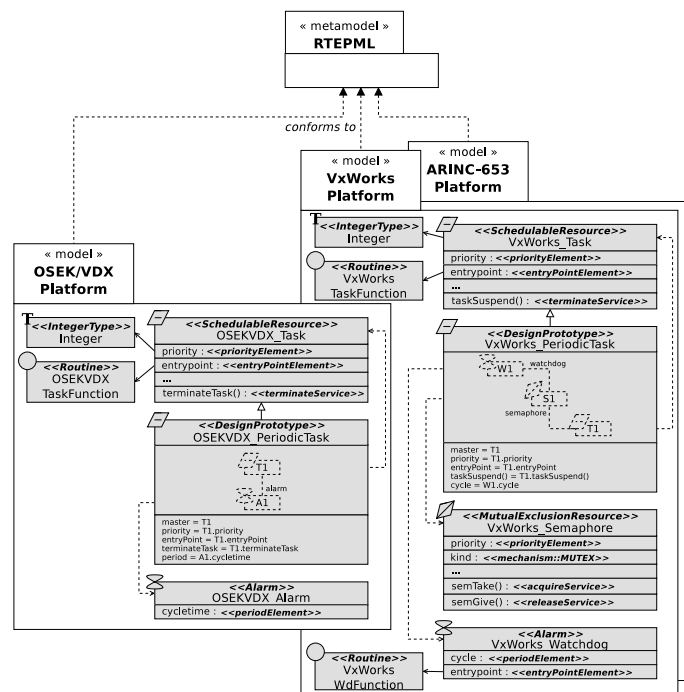 « metamodel »
RTEPML
conforms to
« model »
VxWorks
Platform
« model »
ARINC-653
Platform
« model »
OSEK/VDX
Platform
T
<<IntegerType>>
Integer
<<Routine>>
VxWorks
TaskFunction
<<SchedulableResource>>
VxWorks_Task
priority : <<priorityElement>>
entrypoint : <<entryPointElement>>
...
taskSuspend() : <<terminateService>>
<<DesignPrototype>>
VxWorks_PeriodicTask
W1
watchdog
S1
semaphore
T1
master = T1
priority = T1.priority
entryPoint = T1.entryPoint
taskSuspend() = T1.taskSuspend()
cycle = W1.cycle
<<MutualExclusionResource>>
VxWorks_Semaphore
priority : <<priorityElement>>
kind : <<mechanism::MUTEX>>
...
semTake() : <<acquireService>>
semGive() : <<releaseService>>
<<Alarm>>
VxWorks_Watchdog
cycle : <<periodElement>>
entrypoint : <<entryPointElement>>
<<Routine>>
VxWorks
WdFunction
T
<<IntegerType>>
Integer
<<Routine>>
OSEKVDX
TaskFunction
<<SchedulableResource>>
OSEKVDX_Task
priority : <<priorityElement>>
entrypoint : <<entryPointElement>>
...
terminateTask() : <<terminateService>>
<<DesignPrototype>>
OSEKVDX_PeriodicTask
T1
alarm
A1
master = T1
priority = T1.priority
entryPoint = T1.entryPoint
terminateTask = T1.terminateTask
period = A1.cycletime
<<Alarm>>
OSEKVDX_Alarm
cycletime : <<periodElement>>